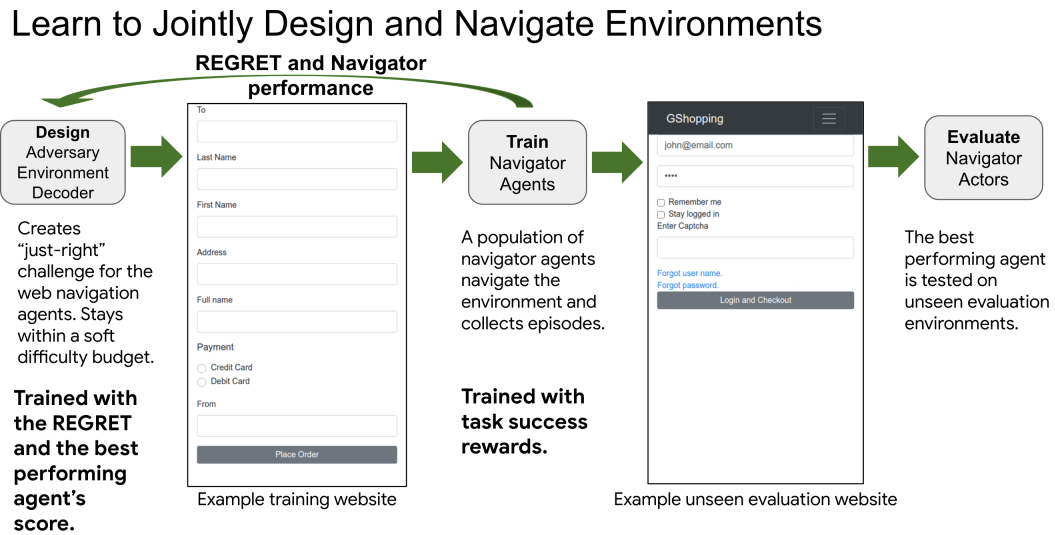 Learn to Jointly Design and Navigate Environments
REGRET and Navigator
performance
Design
Adversary
Environment
Decoder
Creates
“just-right”
challenge for the
web navigation
agents. Stays
within a soft
difficulty budget.
Trained with
the REGRET
and the best
performing
agent’s
score.
To
Last Name
First Name
Address
Full name
Payment
Credit Card
Debit Card
From
Place Order
Example training website
Train
Navigator
Agents
A population of
navigator agents
navigate the
environment and
collects episodes.
Trained with
task success
rewards.
GShopping
john@email.com
••••
Remember me
Stay logged in
Enter Captcha
Forgot user name.
Forgot password.
Login and Checkout
Example unseen evaluation website
Evaluate
Navigator
Actors
The best
performing agent
is tested on
unseen evaluation
environments.